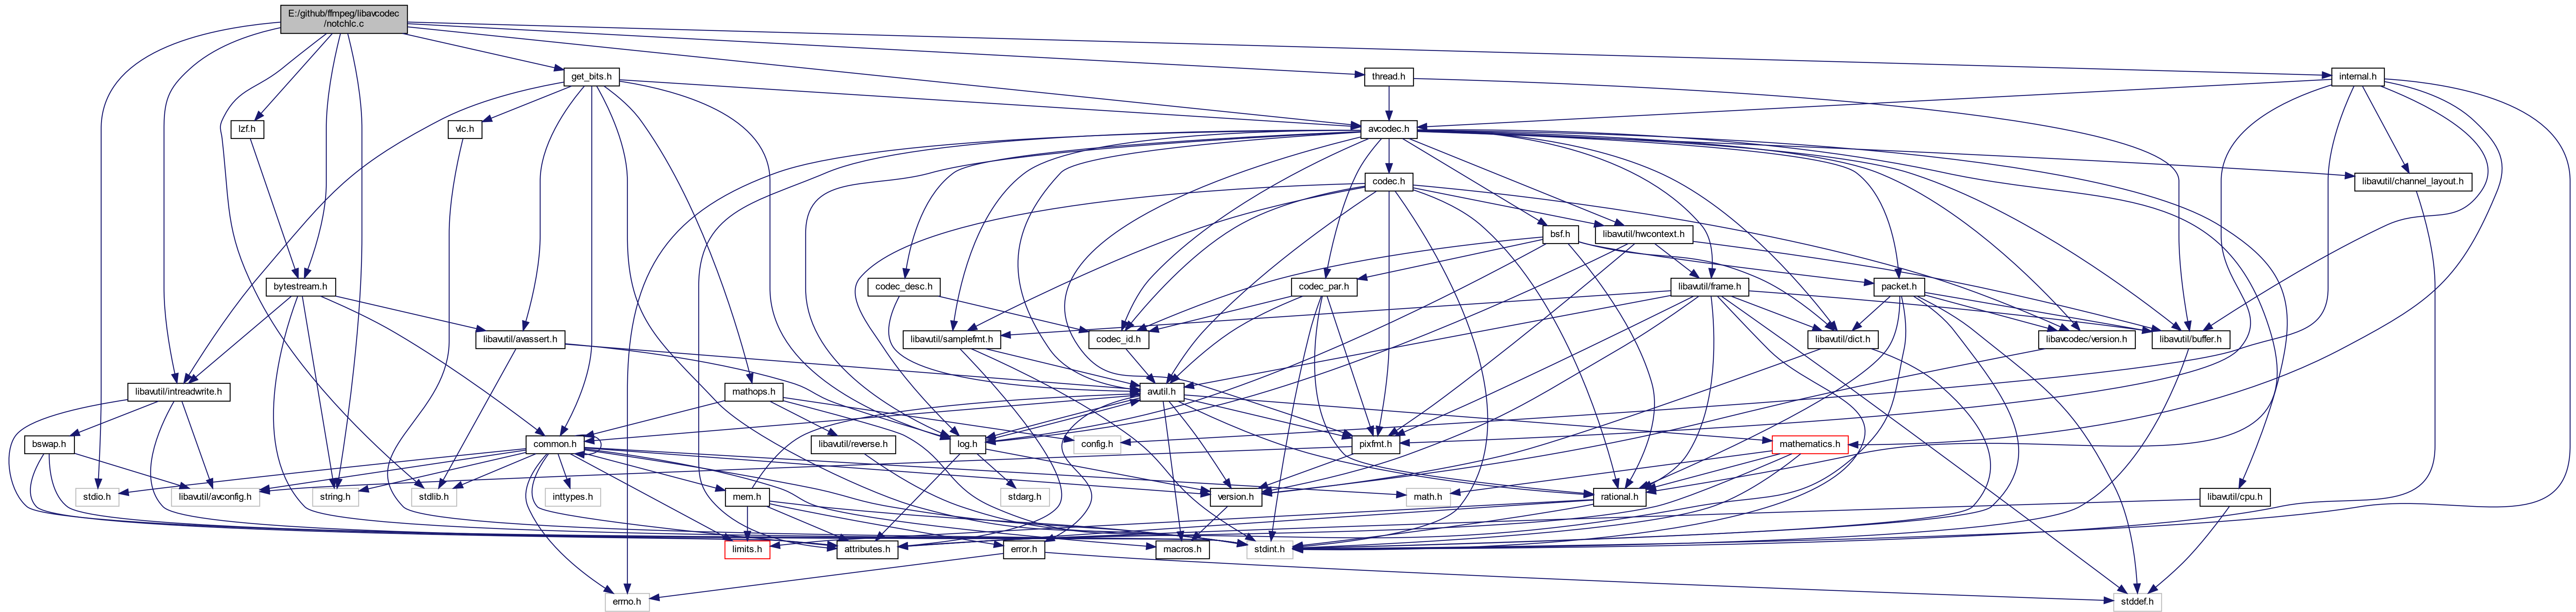 E:/github/ffmpeg/libavcodec
/notchlc.c
get_bits.h
thread.h
internal.h
lzf.h
vlc.h
avcodec.h
codec.h
libavutil/channel_layout.h
bsf.h
libavutil/hwcontext.h
bytestream.h
codec_desc.h
codec_par.h
libavutil/frame.h
packet.h
libavutil/avassert.h
libavutil/samplefmt.h
codec_id.h
libavutil/dict.h
libavcodec/version.h
libavutil/buffer.h
libavutil/intreadwrite.h
mathops.h
avutil.h
bswap.h
common.h
libavutil/reverse.h
log.h
config.h
pixfmt.h
mathematics.h
stdio.h
libavutil/avconfig.h
string.h
stdlib.h
inttypes.h
mem.h
stdarg.h
version.h
math.h
rational.h
libavutil/cpu.h
limits.h
attributes.h
error.h
macros.h
stdint.h
errno.h
stddef.h